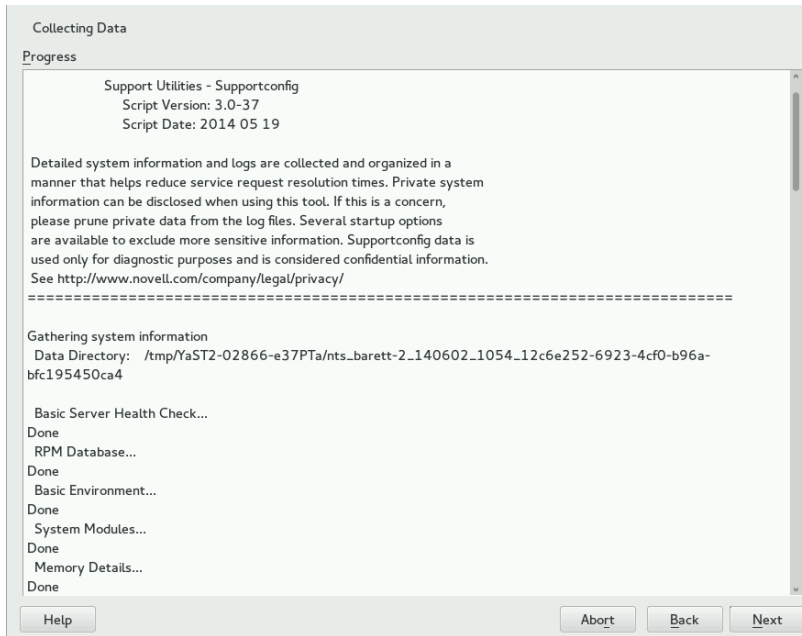 Collecting Data
Progress
Support Utilities - Supportconfig
Script Version: 3.0-37
Script Date: 2014 05 19
Detailed system information and logs are collected and organized in a
manner that helps reduce service request resolution times. Private system
information can be disclosed when using this tool. If this is a concern,
please prune private data from the log files. Several startup options
are available to exclude more sensitive information. Supportconfig data is
used only for diagnostic purposes and is considered confidential information.
See http://www.novell.com/company/legal/privacy/
=============================================================================
Gathering system information
Data Directory: /tmp/YaST2-02866-e37PTa/nts_barett-2_140602_1054_12c6e252-6923-4cf0-b96a-
bfc195450ca4
Basic Server Health Check...
Done
RPM Database...
Done
Basic Environment...
Done
System Modules...
Done
Memory Details...
Done
Help Abort Back Next